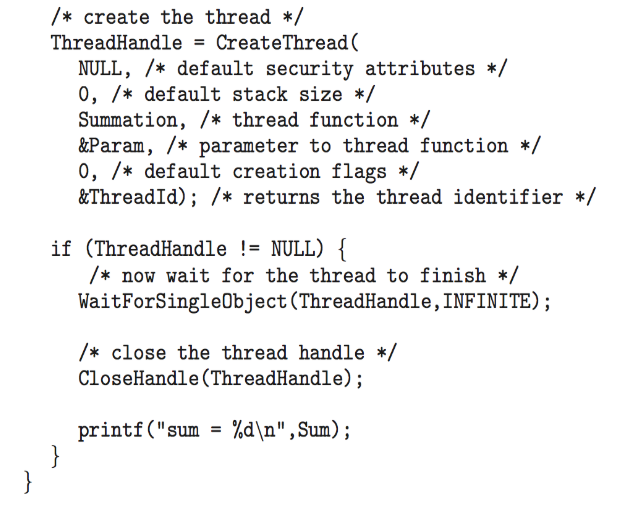 /* create the thread */
ThreadHandle = CreateThread(
NULL, /* default security attributes */
0, /* default stack size */
Summation, /* thread function */
&Param, /* parameter to thread function */
0, /* default creation flags */
&ThreadId); /* returns the thread identifier */
if (ThreadHandle != NULL) {
/* now wait for the thread to finish */
WaitForSingleObject(ThreadHandle,INFINITE);
/* close the thread handle */
CloseHandle(ThreadHandle);
printf("sum = %d\n",Sum);
}
}